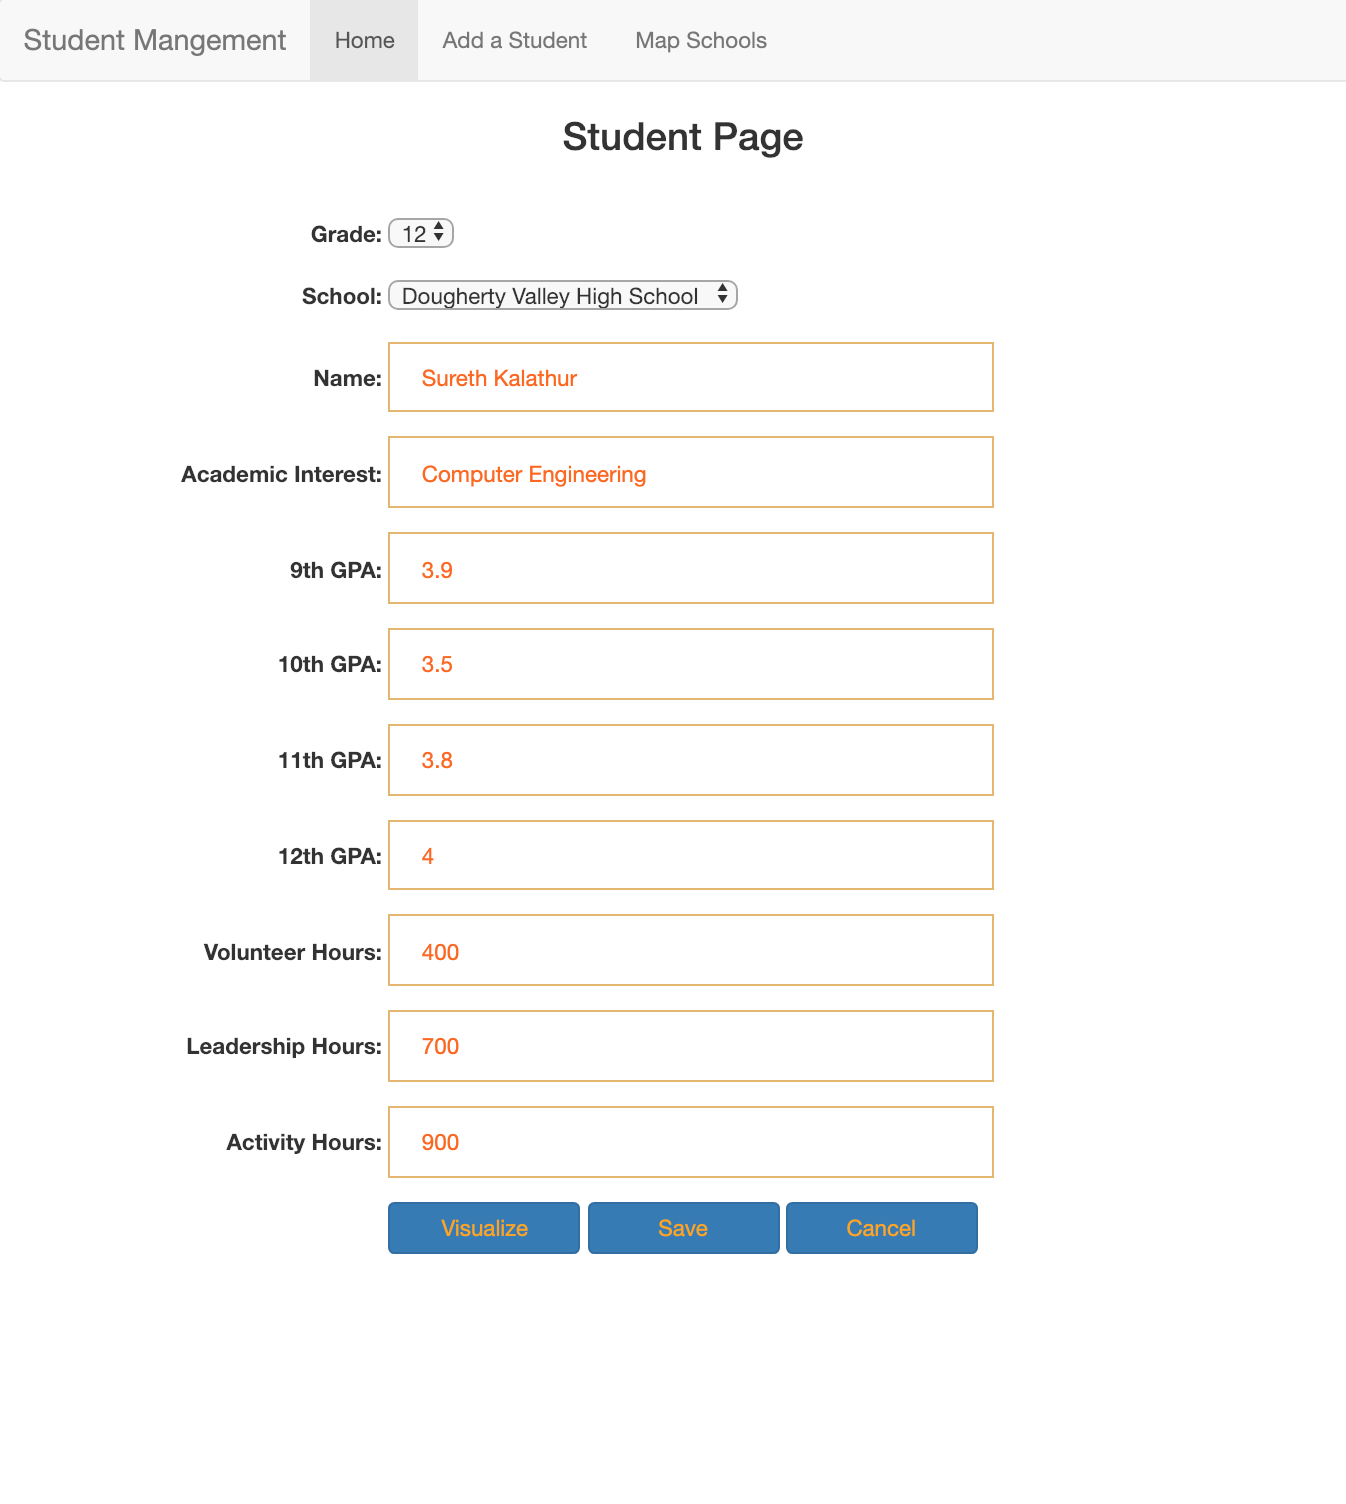 Student Mangement Home Add a Student Map Schools
Student Page
Grade: 12
School: Dougherty Valley High School
Name: Sureth Kalathur
Academic Interest: Computer Engineering
9th GPA: 3.9
10th GPA: 3.5
11th GPA: 3.8
12th GPA: 4
Volunteer Hours: 400
Leadership Hours: 700
Activity Hours: 900
Visualize Save Cancel